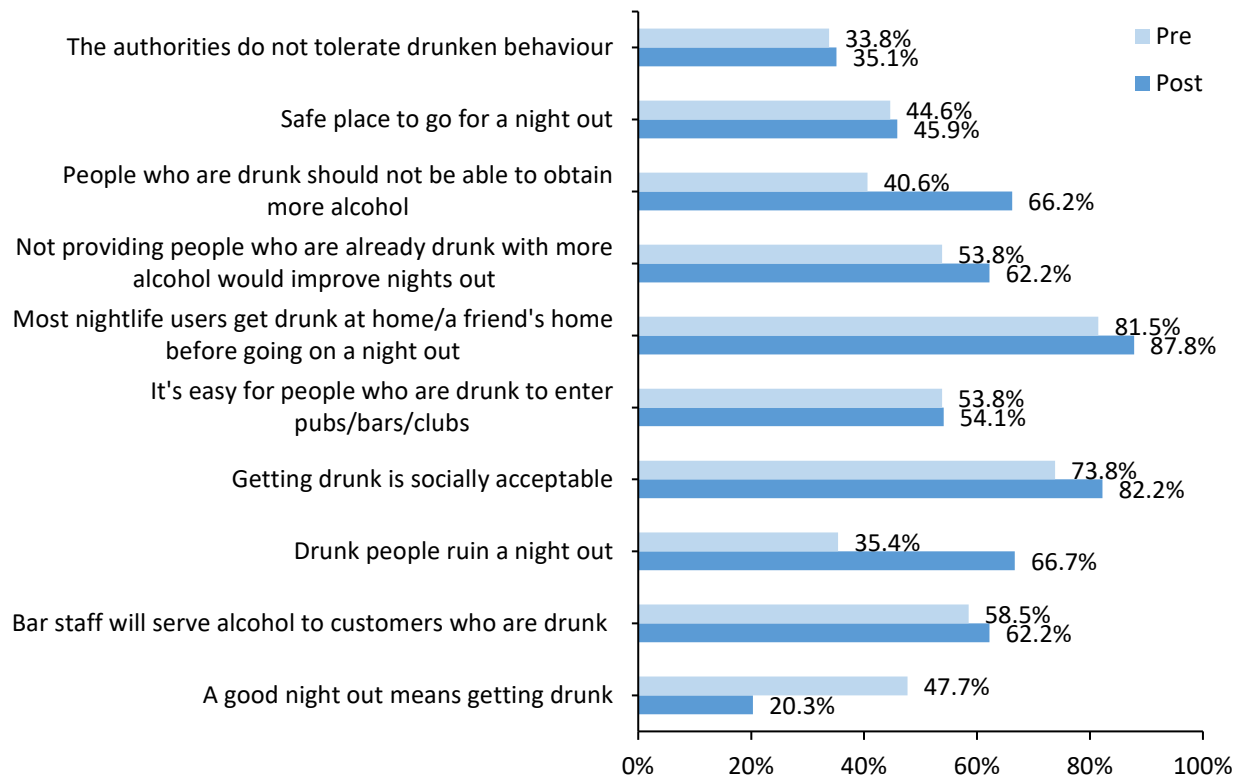 The authorities do not tolerate drunken behaviour
33.8%
35.1%
Pre
Post
Safe place to go for a night out
44.6%
45.9%
People who are drunk should not be able to obtain
more alcohol
40.6%
66.2%
Not providing people who are already drunk with more
alcohol would improve nights out
53.8%
62.2%
Most nightlife users get drunk at home/a friend's home
before going on a night out
81.5%
87.8%
It's easy for people who are drunk to enter
pubs/bars/clubs
53.8%
54.1%
Getting drunk is socially acceptable
73.8%
82.2%
Drunk people ruin a night out
35.4%
66.7%
Bar staff will serve alcohol to customers who are drunk
58.5%
62.2%
A good night out means getting drunk
47.7%
20.3%
0% 20% 40% 60% 80% 100%